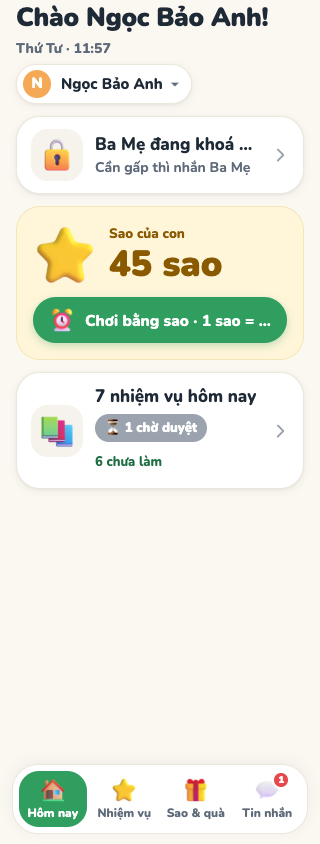 Chào Ngọc Bảo Anh!
Thứ Tư · 11:57
N Ngọc Bảo Anh
Ba Mẹ đang khoá ...
Cần gấp thì nhắn Ba Mẹ
Sao của con
45 sao
Chơi bằng sao · 1 sao = ...
7 nhiệm vụ hôm nay
1 chờ duyệt
6 chưa làm
1
Hôm nay Nhiệm vụ Sao & quà Tin nhắn